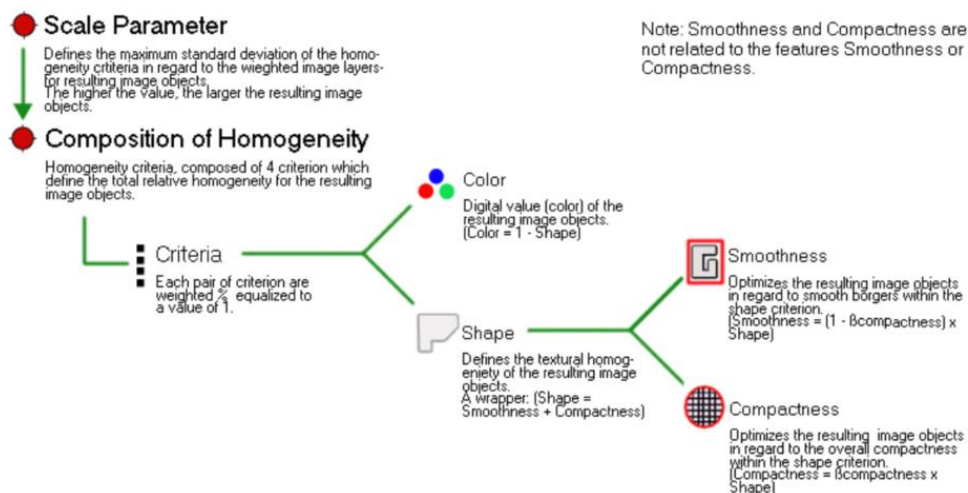 Scale Parameter
Defines the maximum standard deviation of the homo-
geneity criteria in regard to the wieghted image layers-
for resulting image objects.
The higher the value, the larger the resulting image
objects.
Note: Smoothness and Compactness are
not related to the features Smoothness or
Compactness.
Composition of Homogeneity
Homogeneity criteria, composed of 4 criterion which
define the total relative homogeneity for the resulting
image objects.
Criteria
Each pair of criterion are
weighted % equalized to
a value of 1.
Color
Digital value (color) of the
resulting image objects.
(Color = 1 - Shape)
Shape
Defines the textural homog-
eniety of the resulting image
objects.
A wrapper: (Shape =
Smoothness + Compactness)
Smoothness
Optimizes the resulting image objects
in regard to smooth borgers within the
shape criterion.
(Smoothness = (1 - ßcompactness) x
Shape)
Compactness
Optimizes the resulting image objects
in regard to the overall compactness
within the shape criterion.
(Compactness = ßcompactness x
Shape)